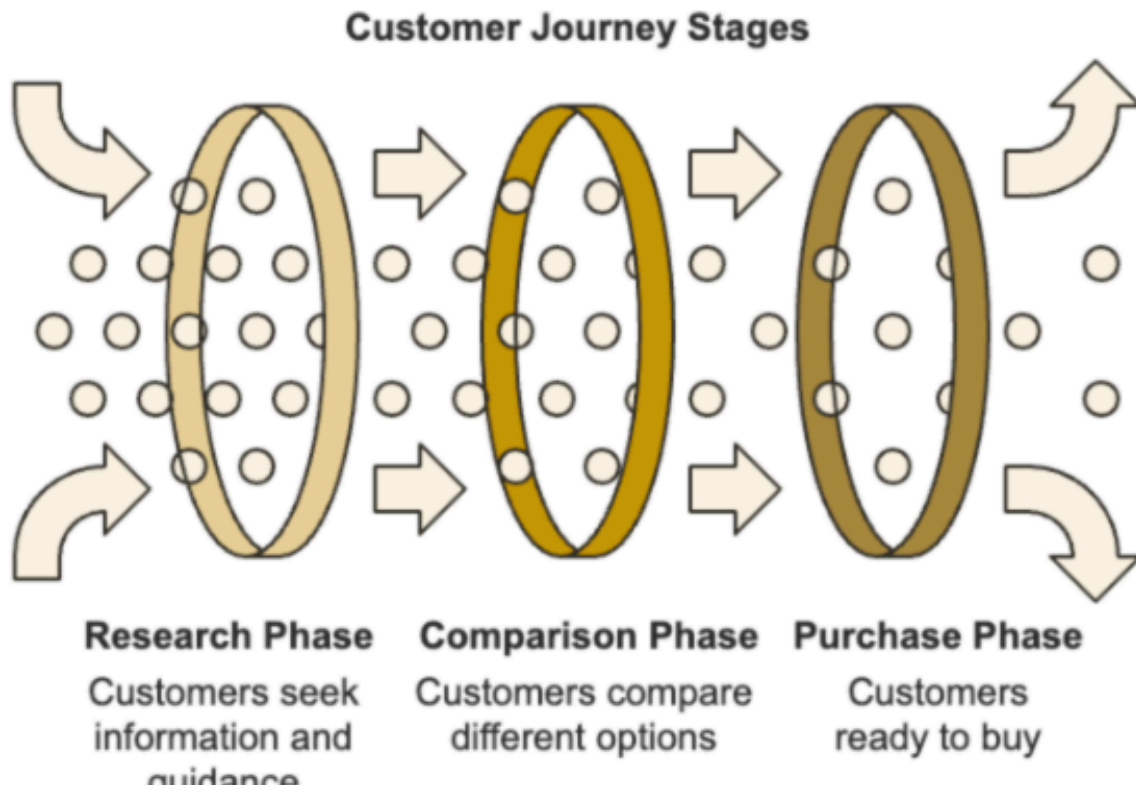 Customer Journey Stages
Research Phase
Customers seek
information and
guidance
Comparison Phase
Customers compare
different options
Purchase Phase
Customers
ready to buy